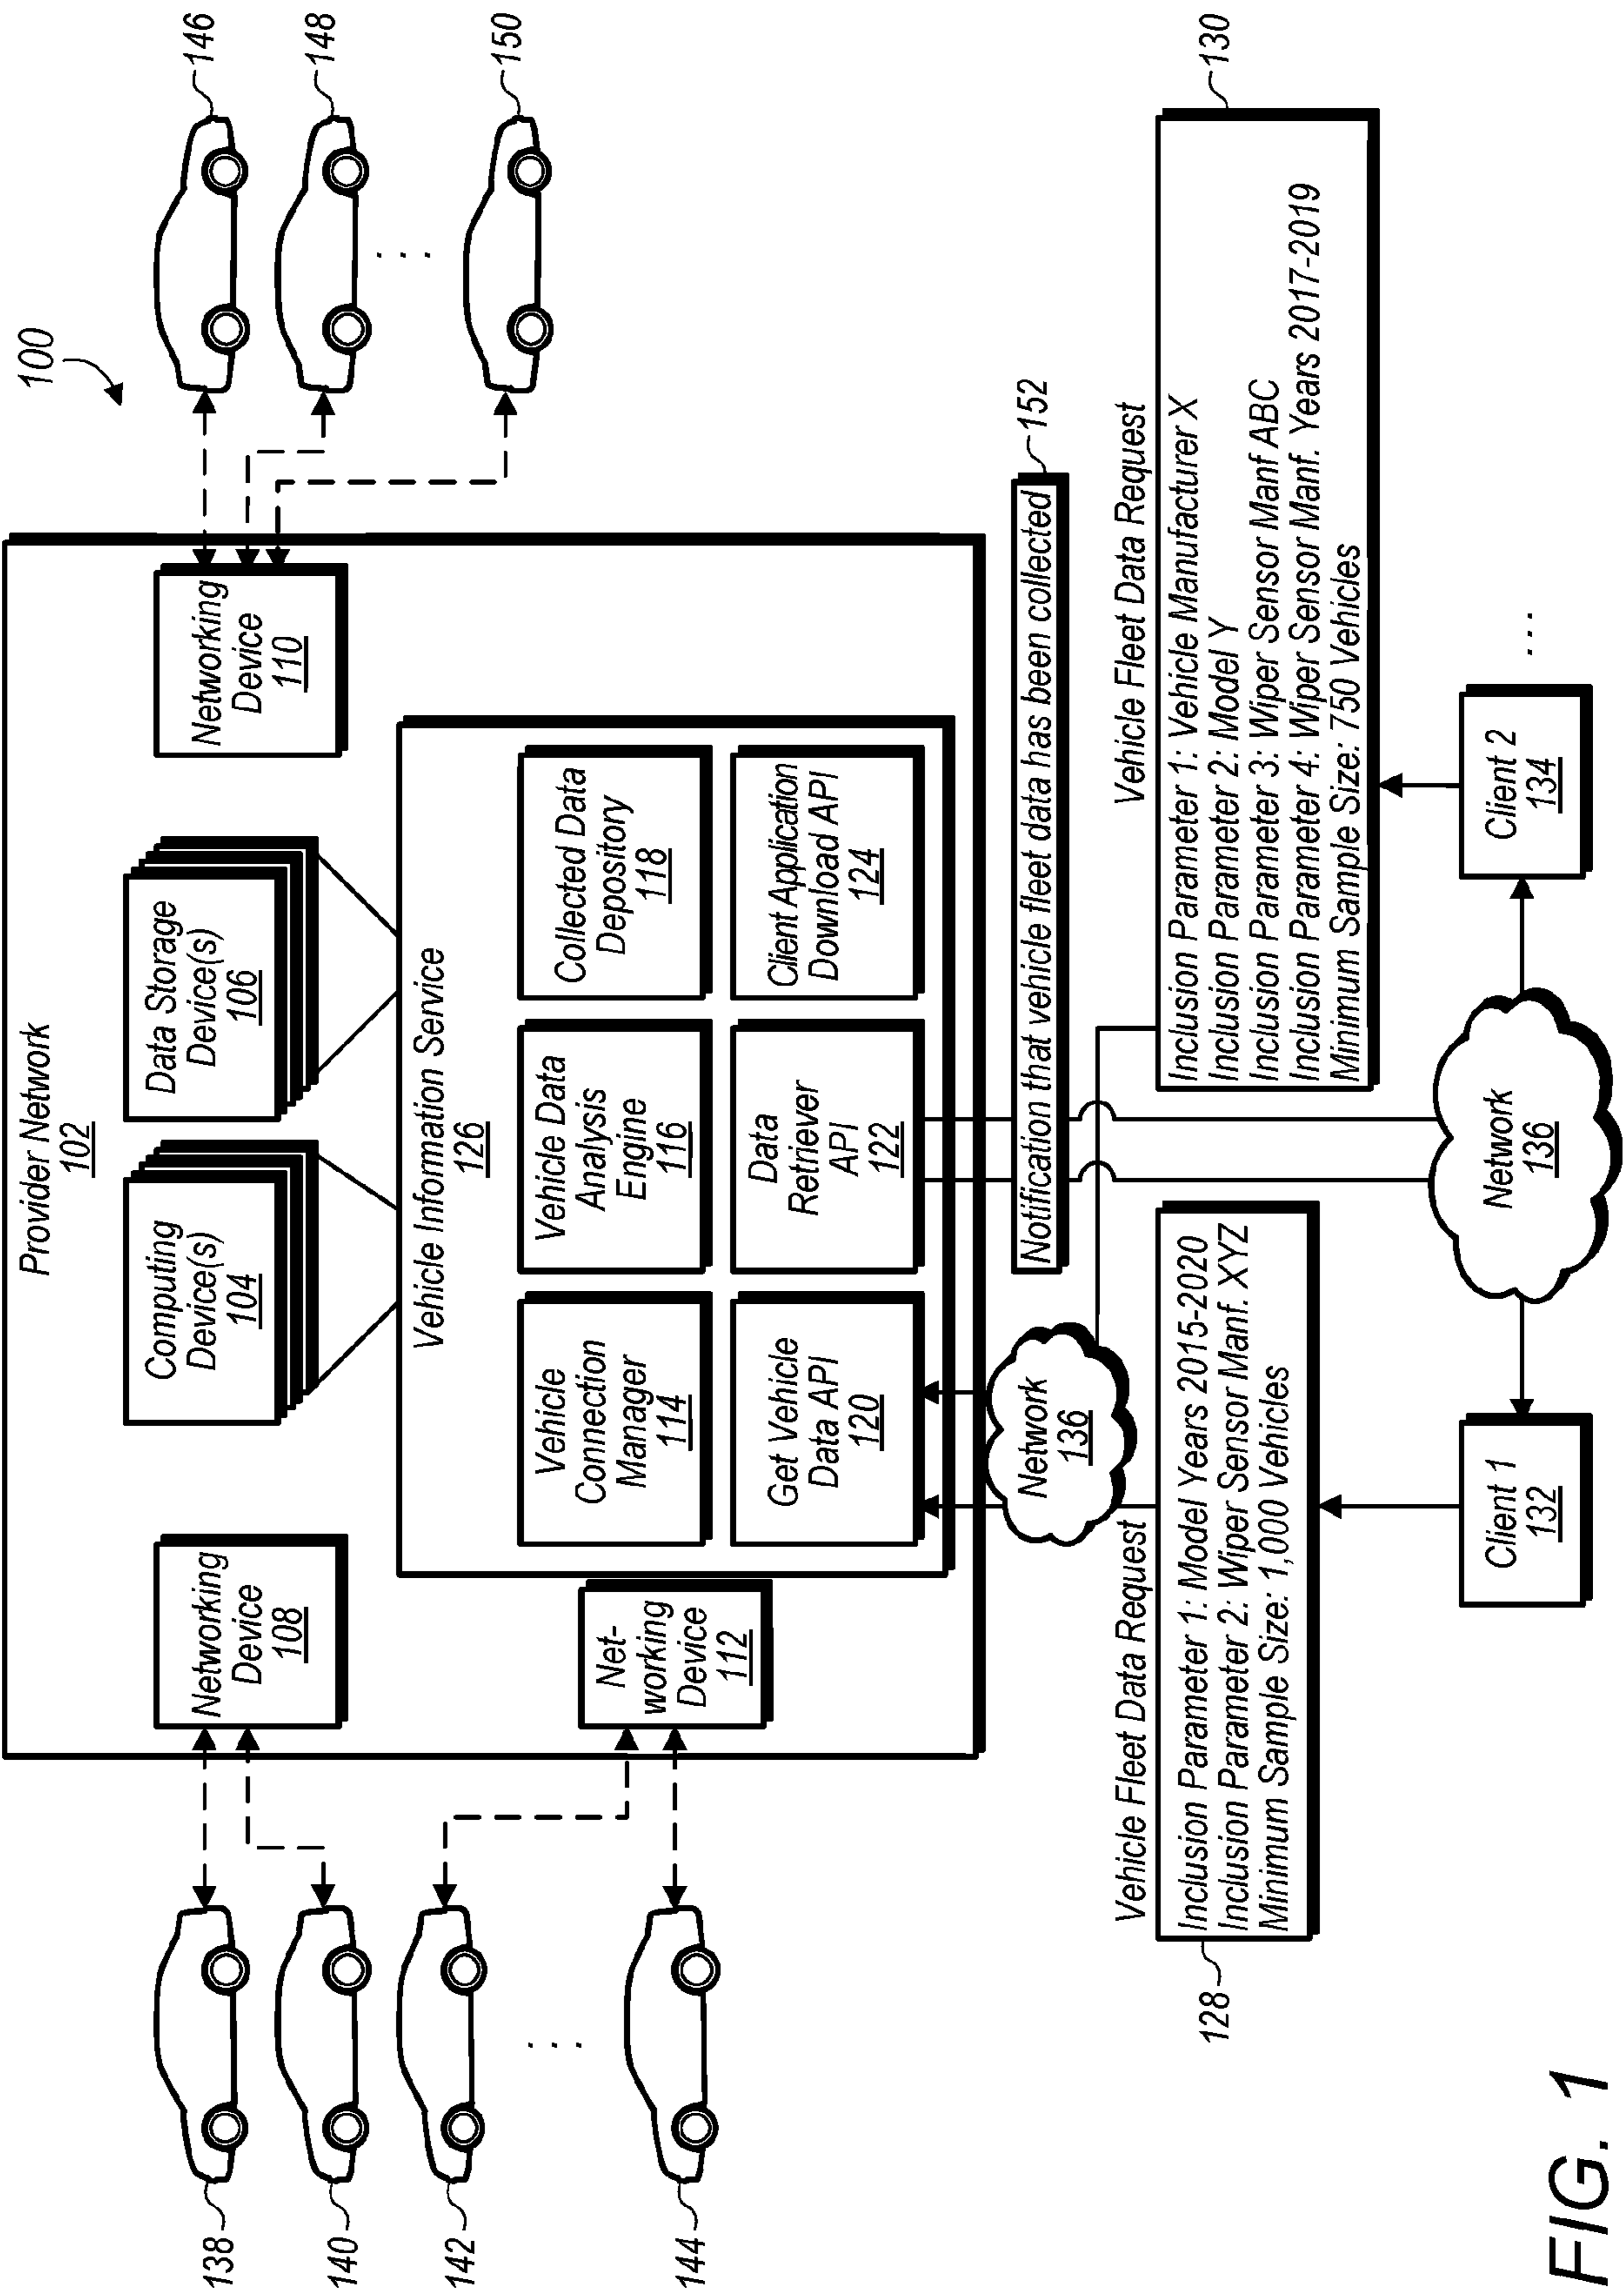 100
Provider Network
102
Computing
Device(s)
104
Data Storage
Device(s)
106
Networking
Device
108
Networking
Device
110
Net-
working
Device
112
Vehicle Information Service
126
Vehicle
Connection
Manager
114
Vehicle Data
Analysis
Engine
116
Collected Data
Depository
118
Get Vehicle
Data API
120
Data
Retriever
API
122
Client Application
Download API
124
138
140
142
. . .
144
146
148
. . .
150
Network
136
Notification that vehicle fleet data has been collected
152
Vehicle Fleet Data Request
Inclusion Parameter 1: Model Years 2015-2020
Inclusion Parameter 2: Wiper Sensor Manf. XYZ
Minimum Sample Size: 1,000 Vehicles
128
Vehicle Fleet Data Request
Inclusion Parameter 1: Vehicle Manufacturer X
Inclusion Parameter 2: Model Y
Inclusion Parameter 3: Wiper Sensor Manf ABC
Inclusion Parameter 4: Wiper Sensor Manf. Years 2017-2019
Minimum Sample Size: 750 Vehicles
130
Client 1
132
Network
136
Client 2
134
. . .
FIG. 1